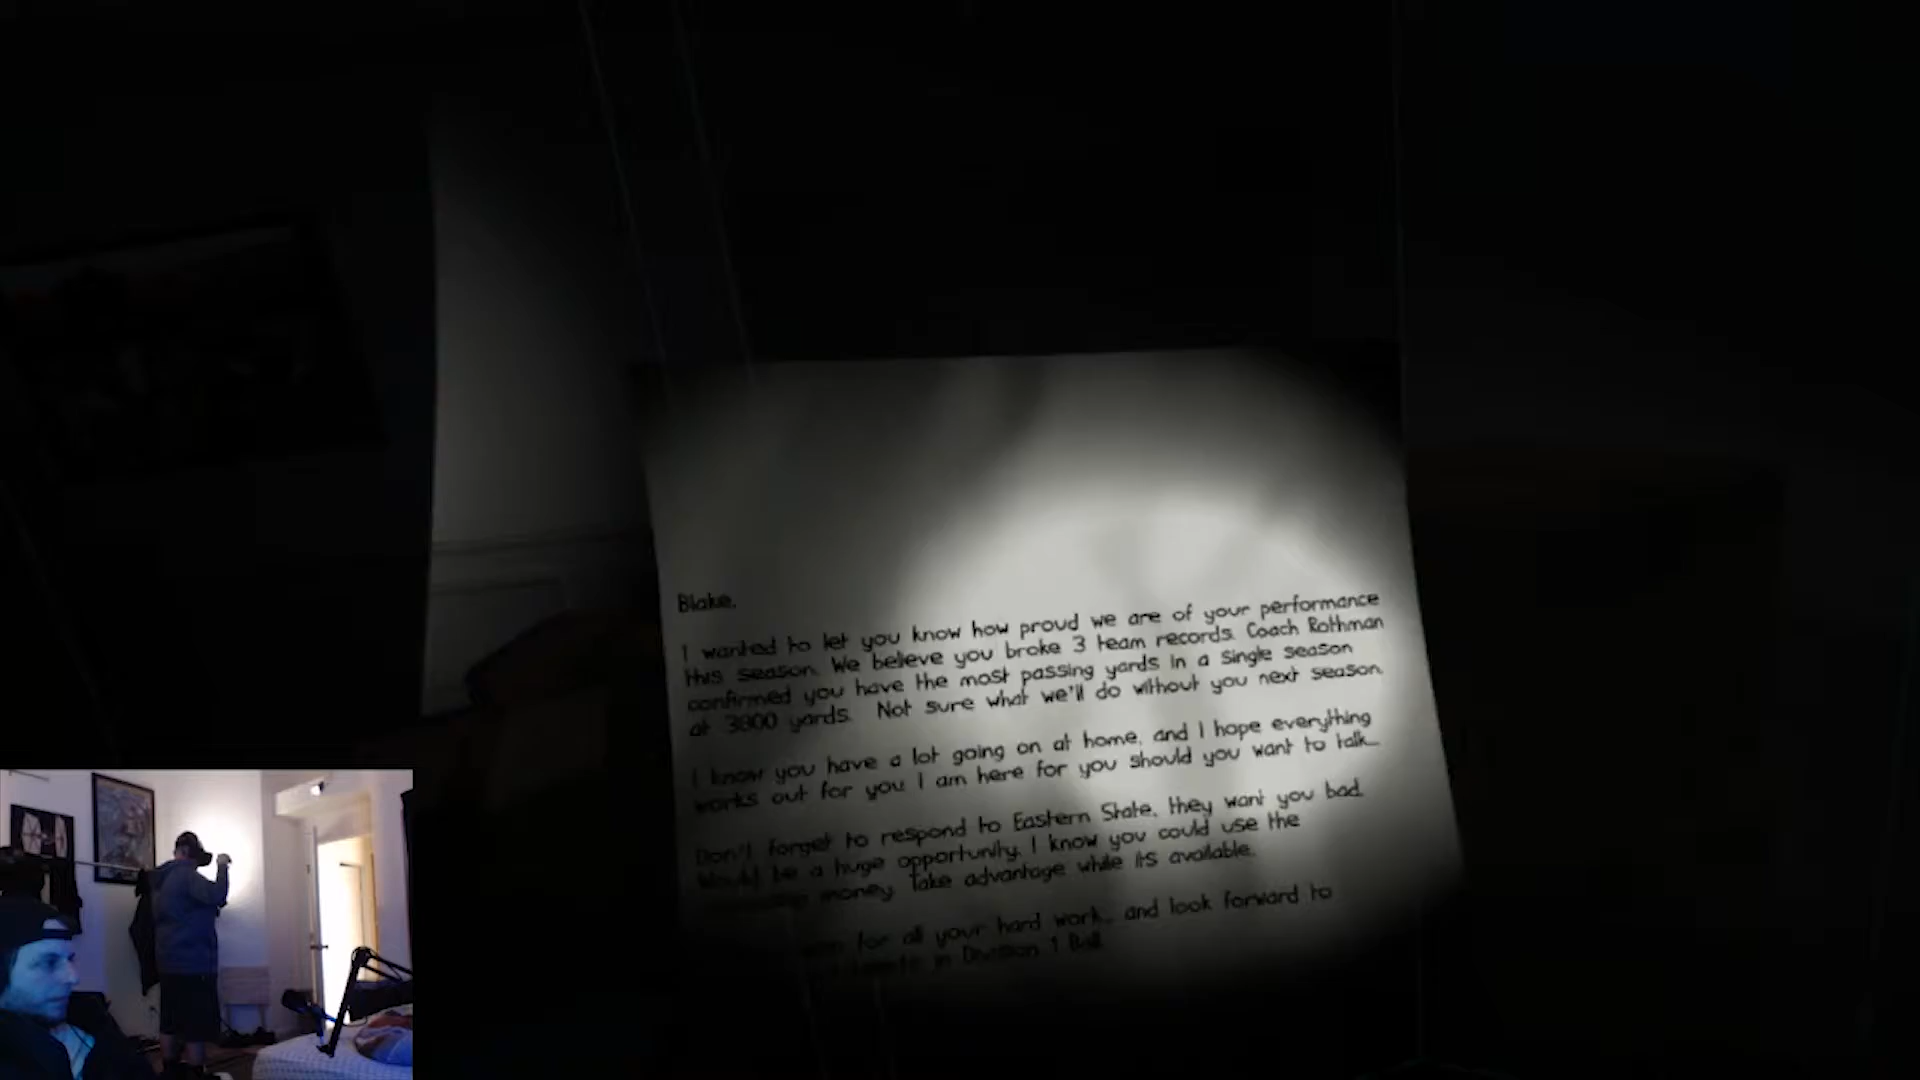 Blake,
I wanted to let you know how proud we are of your performance
this season. We believe you broke 3 team records. Coach Rothman
confirmed you have the most passing yards in a single season
at 3800 yards. Not sure what we'll do without you next season.
I know you have a lot going on at home, and I hope everything
works out for you. I am here for you should you want to talk...
Don't forget to respond to Eastern State, they want you bad.
Would be a huge opportunity. I know you could use the
money. Take advantage while its available.
for all your hard work... and look forward to
in Division 1 Ball.